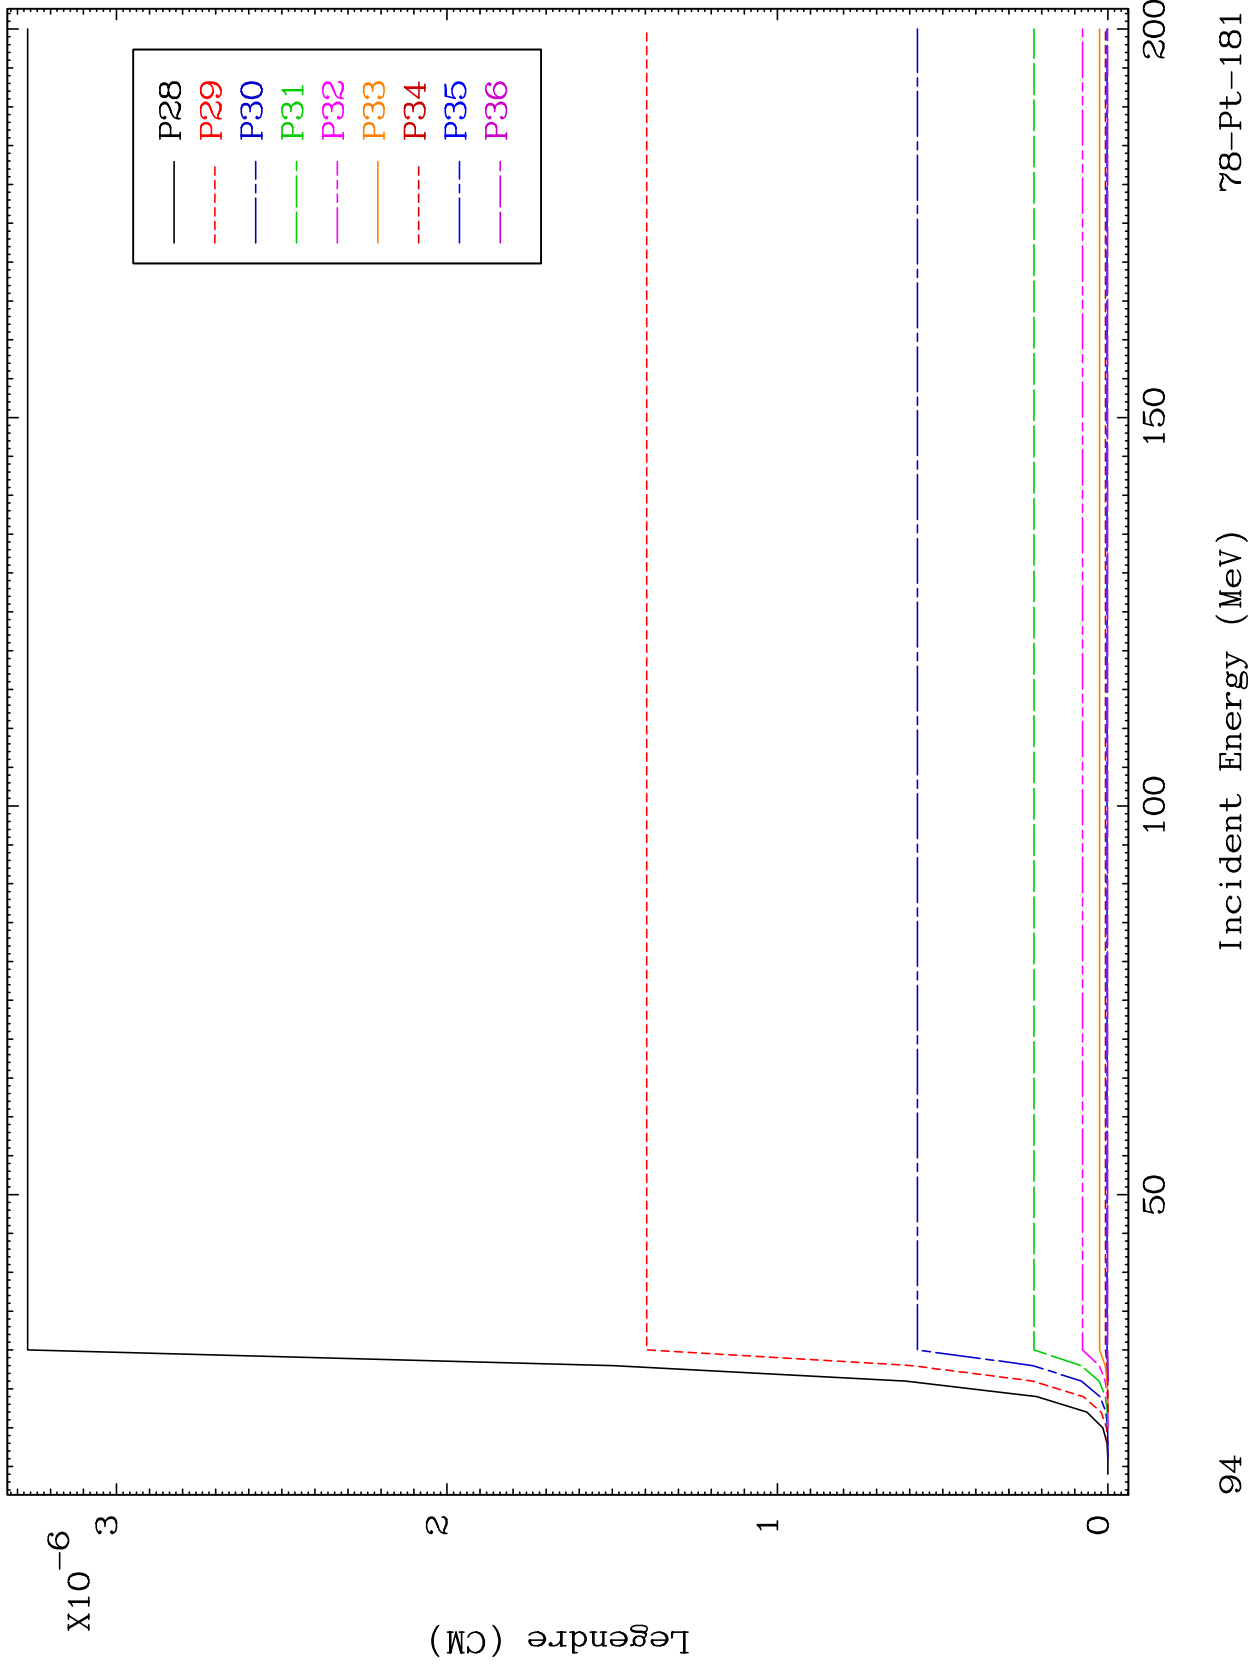 X10-6
3
2
1
0
Legendre (CM)
P28
P29
P30
P31
P32
P33
P34
P35
P36
50
100
150
200
94
Incident Energy (MeV)
78-Pt-181